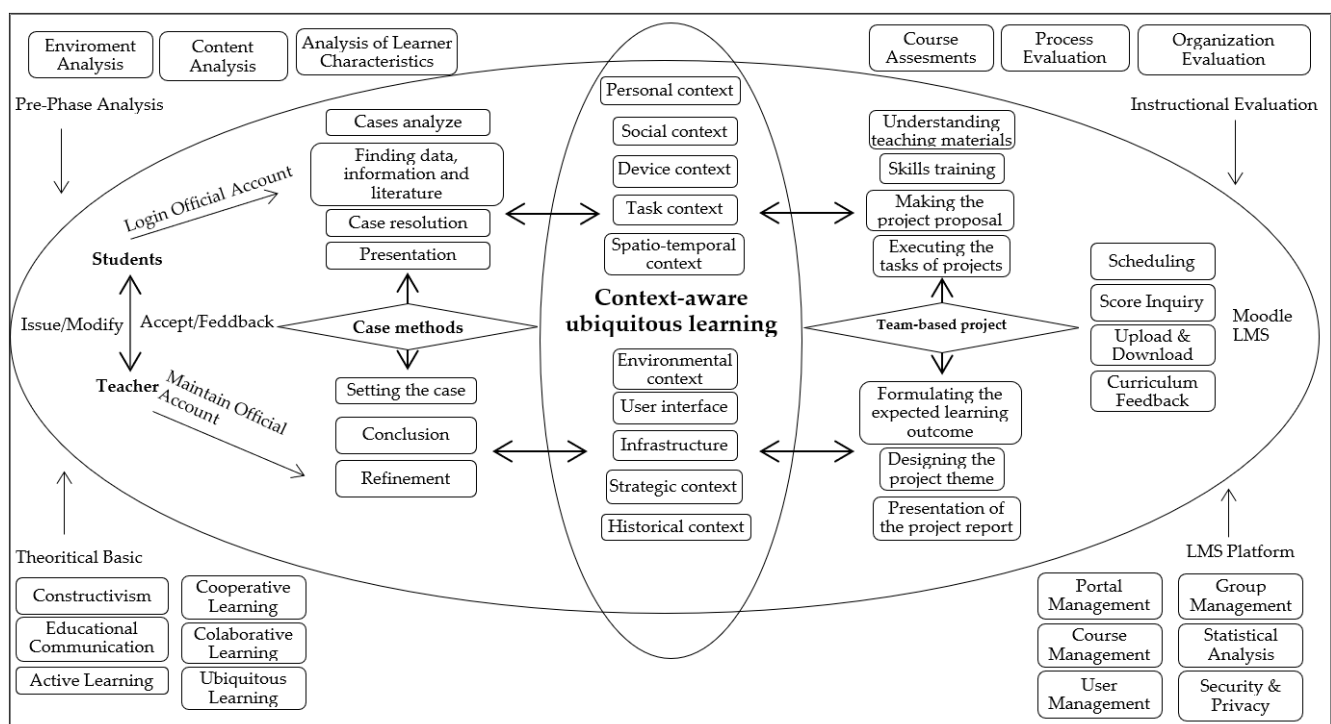 Enviroment
Analysis
Content
Analysis
Analysis of Learner
Characteristics
Course
Assesments
Process
Evaluation
Organization
Evaluation
Pre-Phase Analysis
Instructional Evaluation
Login Official Account
Students
Issue/Modify
Accept/Feddback
Teacher
Maintain Official
Account
Cases analyze
Finding data,
information and
literature
Case resolution
Presentation
Case methods
Setting the case
Conclusion
Refinement
Personal context
Social context
Device context
Task context
Spatio-temporal
context
Context-aware
ubiquitous learning
Environmental
context
User interface
Infrastructure
Strategic context
Historical context
Understanding
teaching materials
Skills training
Making the
project proposal
Executing the
tasks of projects
Team-based project
Formulating the
expected learning
outcome
Designing the
project theme
Presentation of
the project report
Scheduling
Score Inquiry
Upload &
Download
Curriculum
Feedback
Moodle
LMS
Theoritical Basic
Constructivism
Educational
Communication
Active Learning
Cooperative
Learning
Colaborative
Learning
Ubiquitous
Learning
LMS Platform
Portal
Management
Course
Management
User
Management
Group
Management
Statistical
Analysis
Security &
Privacy